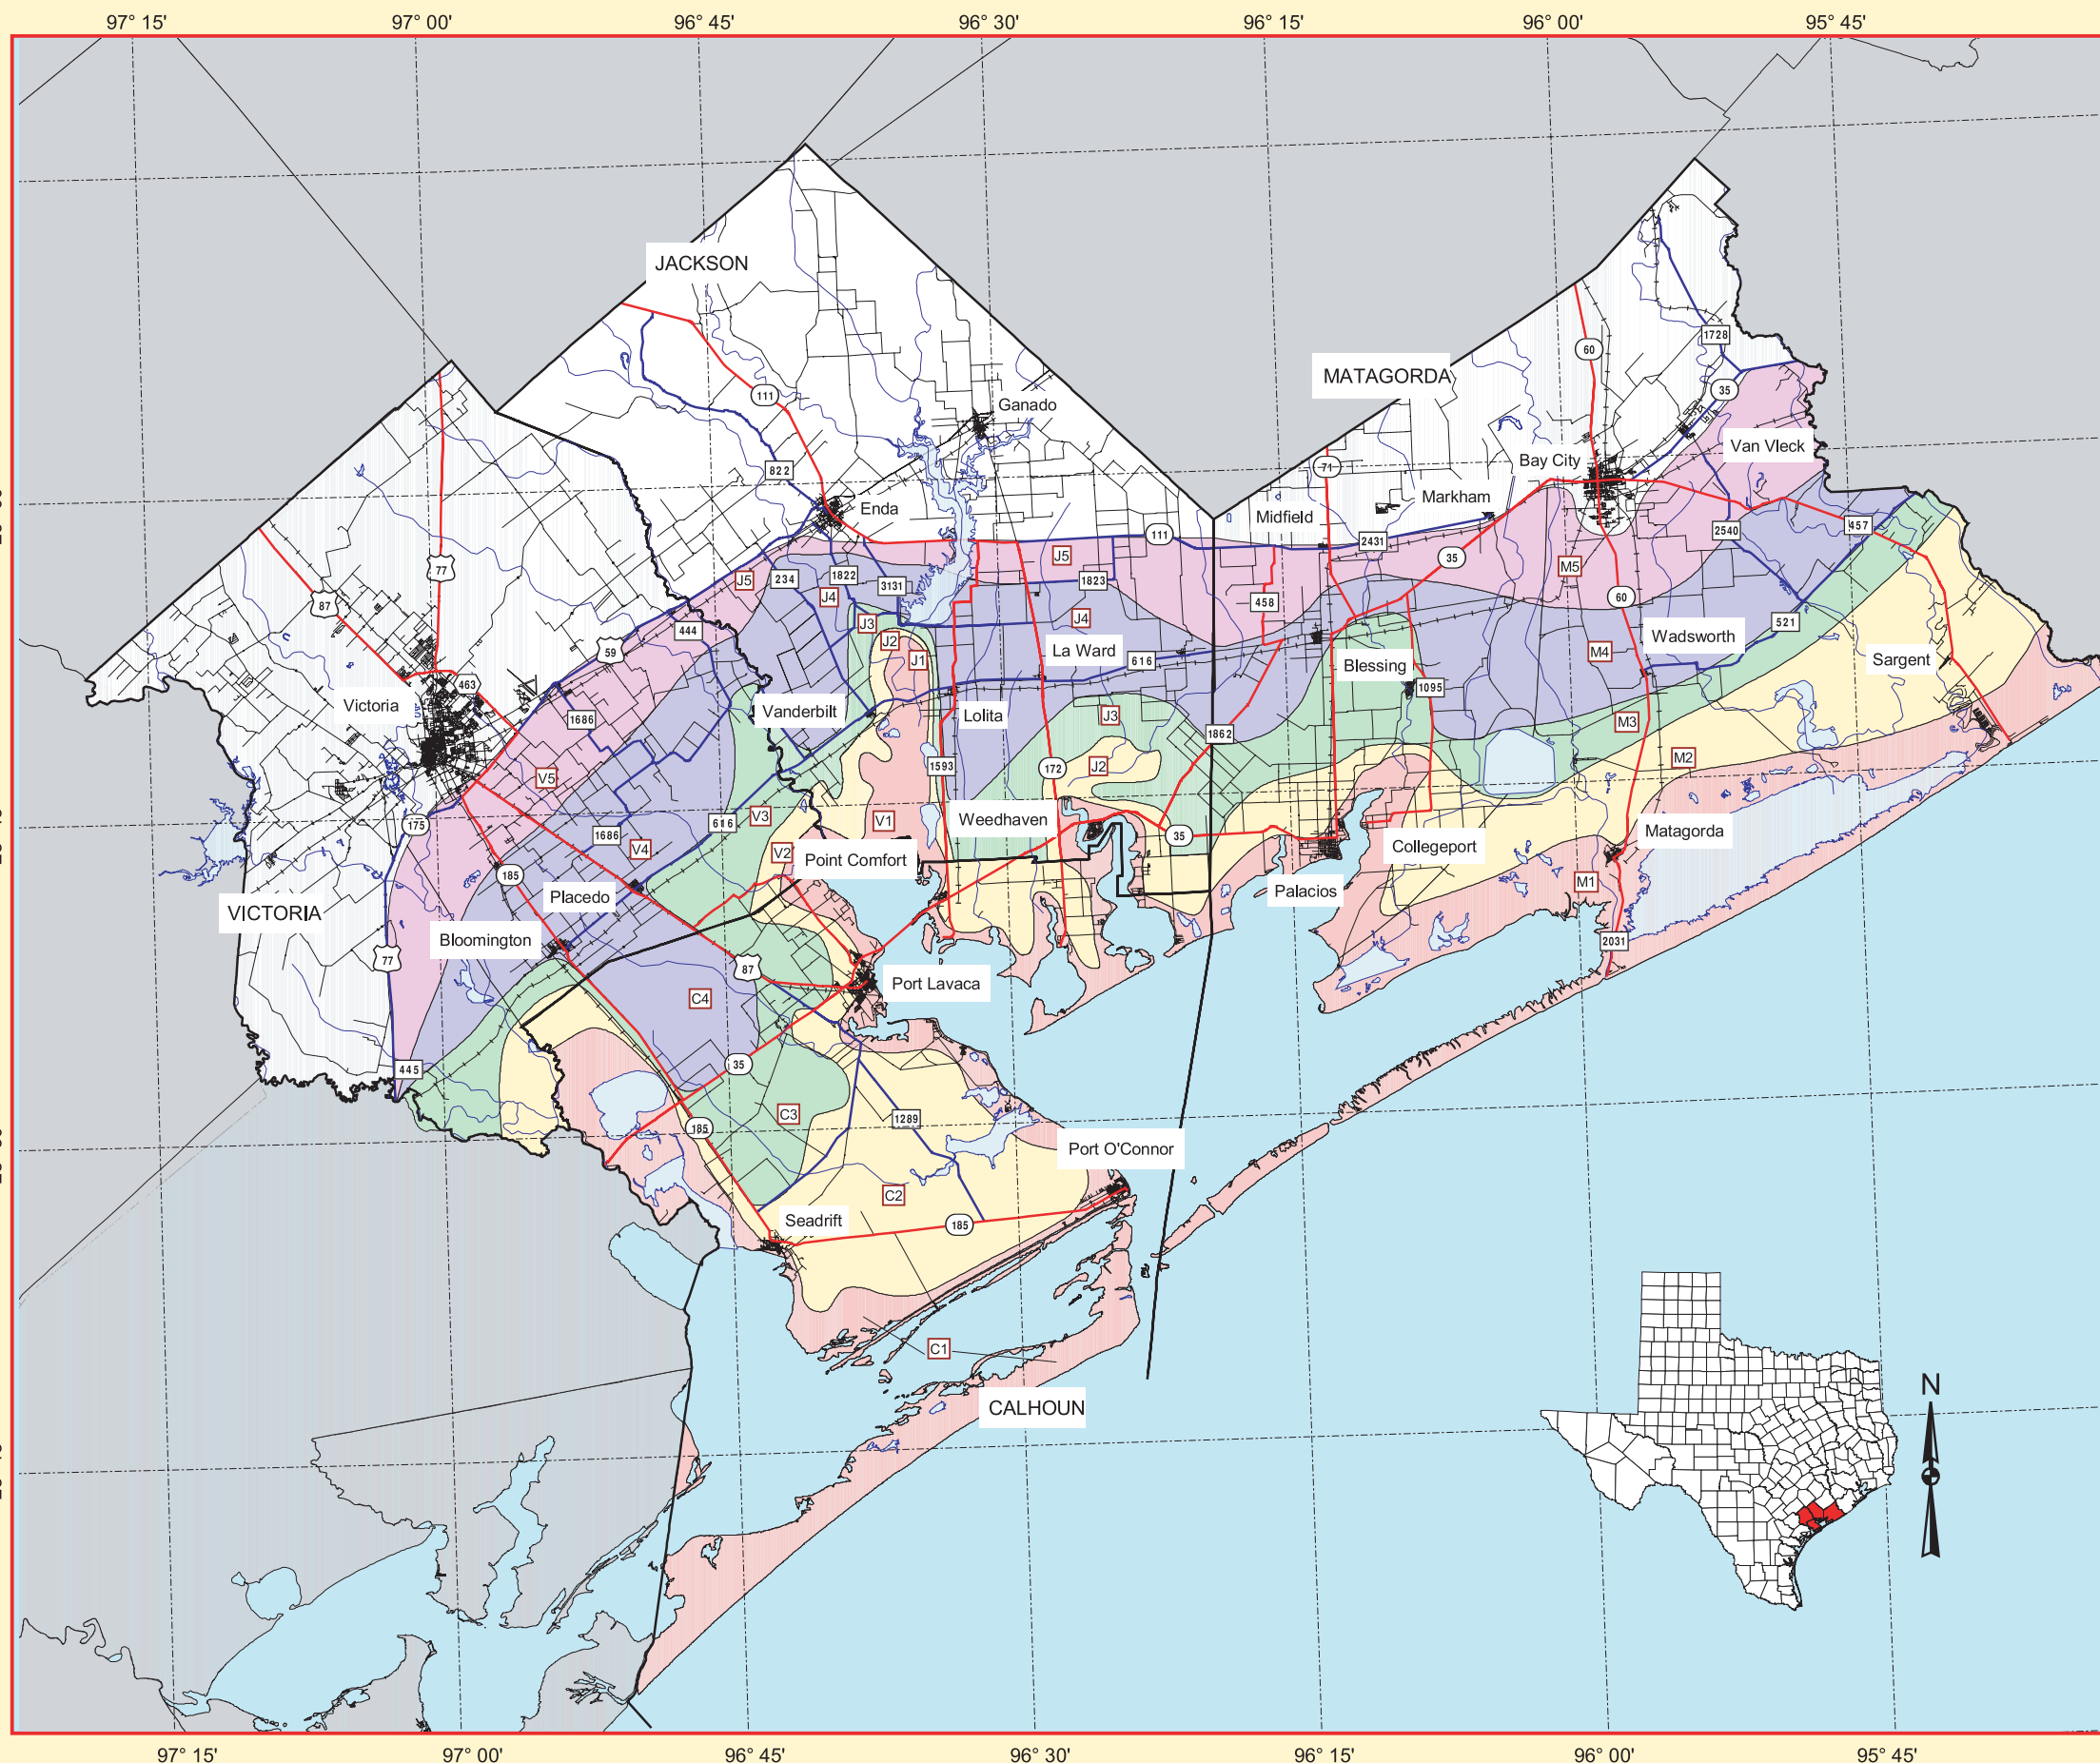 97° 15'
97° 00'
96° 45'
96° 30'
96° 15'
96° 00'
95° 45'
JACKSON
60
1728
MATAGORDA
35
111
Ganado
Van Vleck
822
Bay City
71
Markham
Enda
Midfield
457
2540
111
2431
35
J5
M5
77
J5
234
1822
J4
3131
1823
60
87
458
J4
J3
521
444
J2
Wadsworth
59
La Ward
M4
J1
616
Blessing
Sargent
463
1095
Victoria
Vanderbilt
Lolita
J3
1686
M3
1862
M2
1593
172
J2
V5
V3
V1
Weedhaven
175
616
1686
35
Matagorda
V4
V2
Point Comfort
Collegeport
185
M1
Placedo
Palacios
VICTORIA
Bloomington
2031
77
87
Port Lavaca
C4
445
35
C3
1289
185
Port O'Connor
C2
Seadrift
185
C1
N
CALHOUN
97° 15'
97° 00'
96° 45'
96° 30'
96° 15'
96° 00'
95° 45'